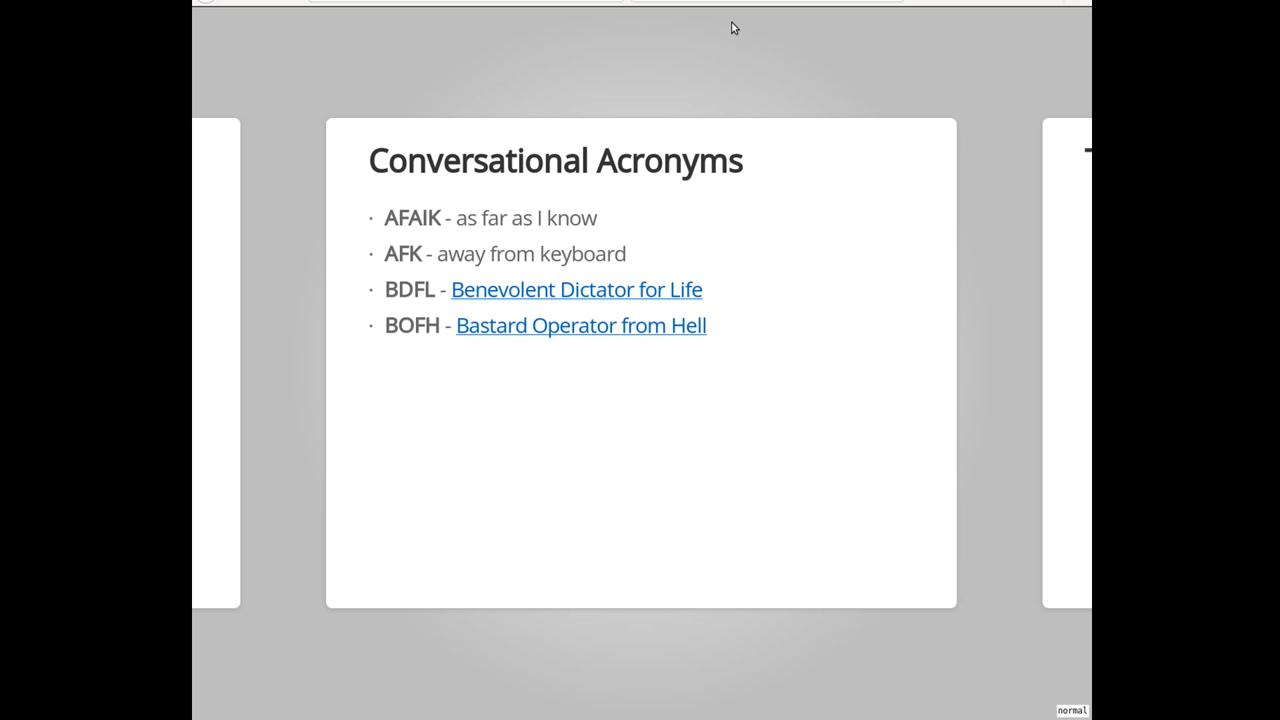 Conversational Acronyms
· AFAIK - as far as I know
· AFK - away from keyboard
· BDFL - Benevolent Dictator for Life
· BOFH - Bastard Operator from Hell
normal